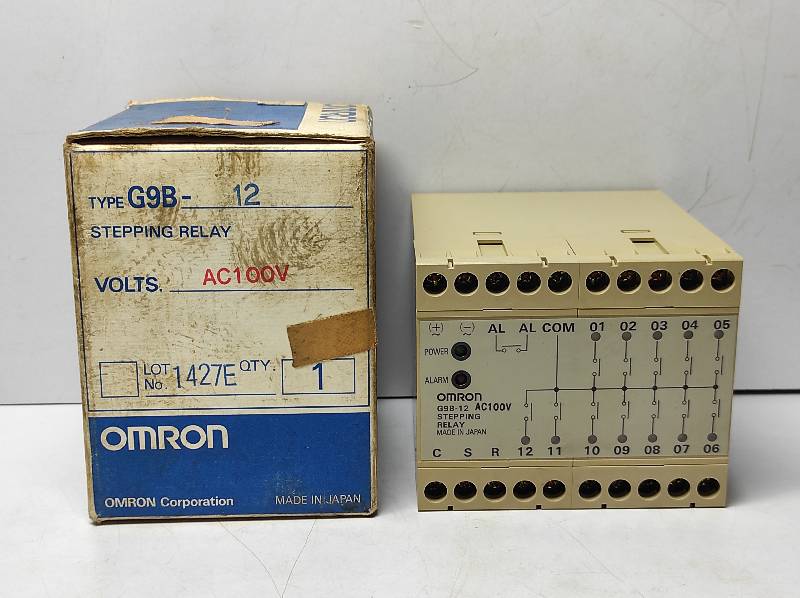 TYPE G9B- 12
STEPPING RELAY
VOLTS. AC100V
LOT No. 1427E QTY. 1
OMRON
OMRON Corporation MADE IN JAPAN
(+) (-) AL AL COM 01 02 03 04 05
POWER
ALARM
OMRON
G9B-12 AC100V
STEPPING
RELAY
MADE IN JAPAN
C S R 12 11 10 09 08 07 06